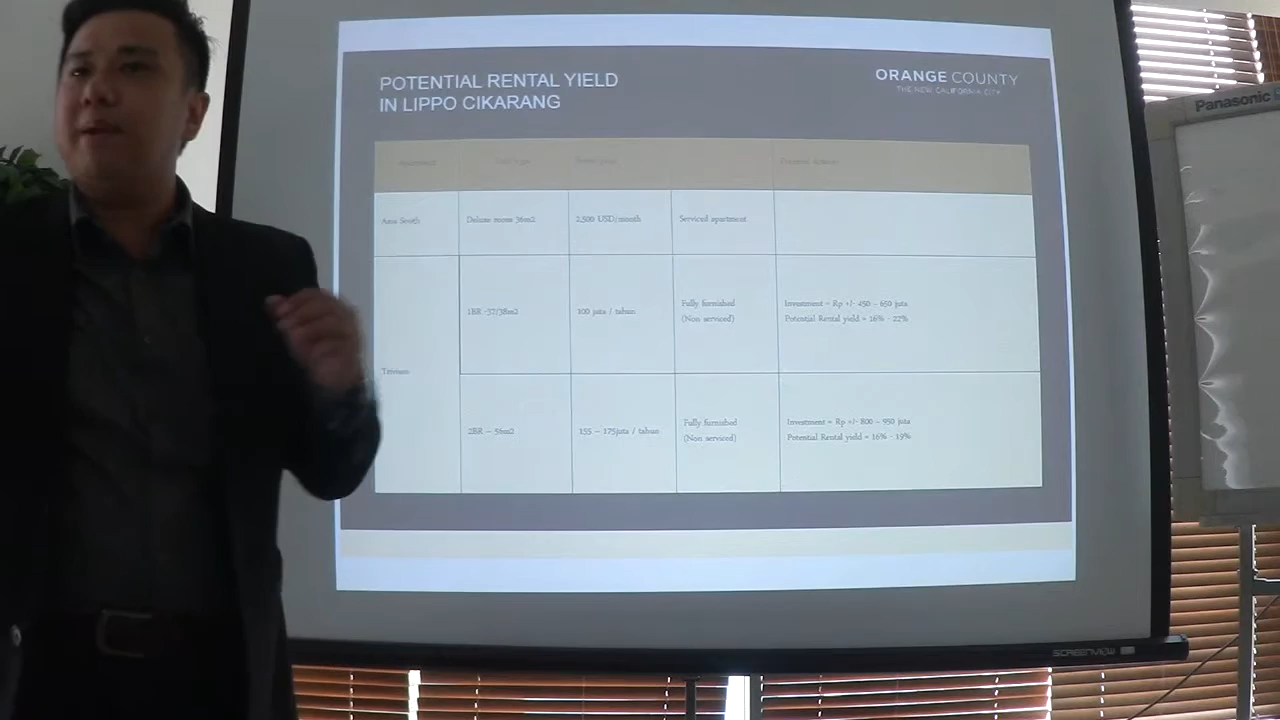 POTENTIAL RENTAL YIELD
IN LIPPO CIKARANG
ORANGE COUNTY
THE NEW CALIFORNIA CITY
Panasonic
Deluxe room 36m2
2,500 USD/month
Serviced apartment
1BR -37/38m2
100 juta / tahun
Fully furnished
(Non serviced)
Investment = Rp +/- 450 – 650 juta
Potential Rental yield = 16% - 22%
Trivium
2BR – 56m2
155 – 175juta / tahun
Fully furnished
(Non serviced)
Investment = Rp +/- 800 – 950 juta
Potential Rental yield = 16% - 19%
SCREENVIEW